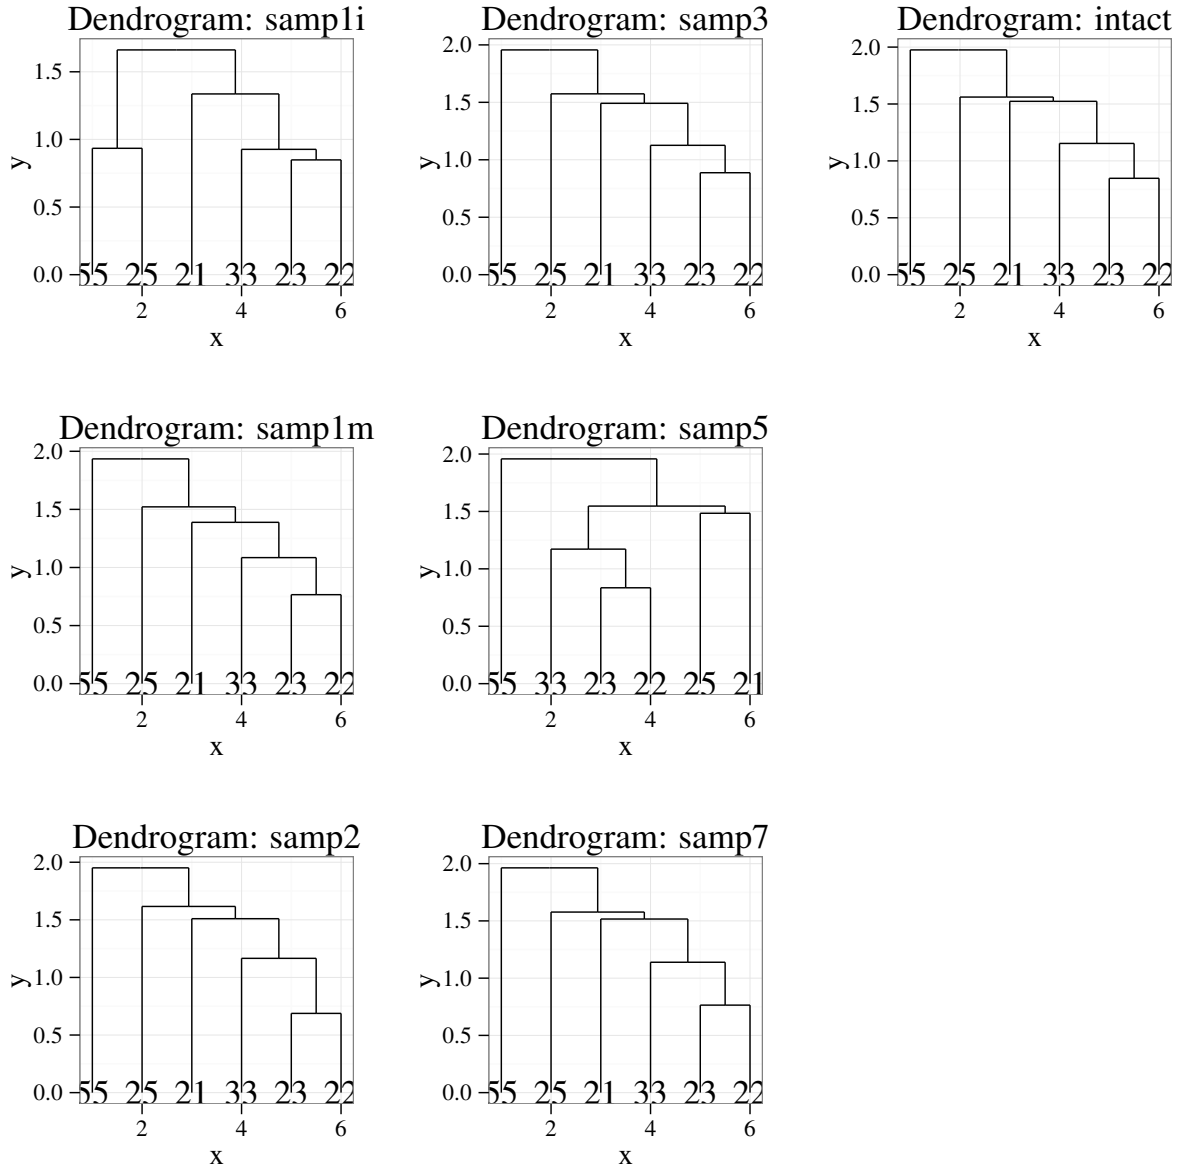 Dendrogram: samp1i
1.5
1.0
0.5
0.0
y
55 25 21 33 23 22
2 4 6
x
Dendrogram: samp3
2.0
1.5
1.0
0.5
0.0
y
55 25 21 33 23 22
2 4 6
x
Dendrogram: intact
2.0
1.5
1.0
0.5
0.0
y
55 25 21 33 23 22
2 4 6
x
Dendrogram: samp1m
2.0
1.5
1.0
0.5
0.0
y
55 25 21 33 23 22
2 4 6
x
Dendrogram: samp5
2.0
1.5
1.0
0.5
0.0
y
55 33 23 22 25 21
2 4 6
x
Dendrogram: samp2
2.0
1.5
1.0
0.5
0.0
y
55 25 21 33 23 22
2 4 6
x
Dendrogram: samp7
2.0
1.5
1.0
0.5
0.0
y
55 25 21 33 23 22
2 4 6
x